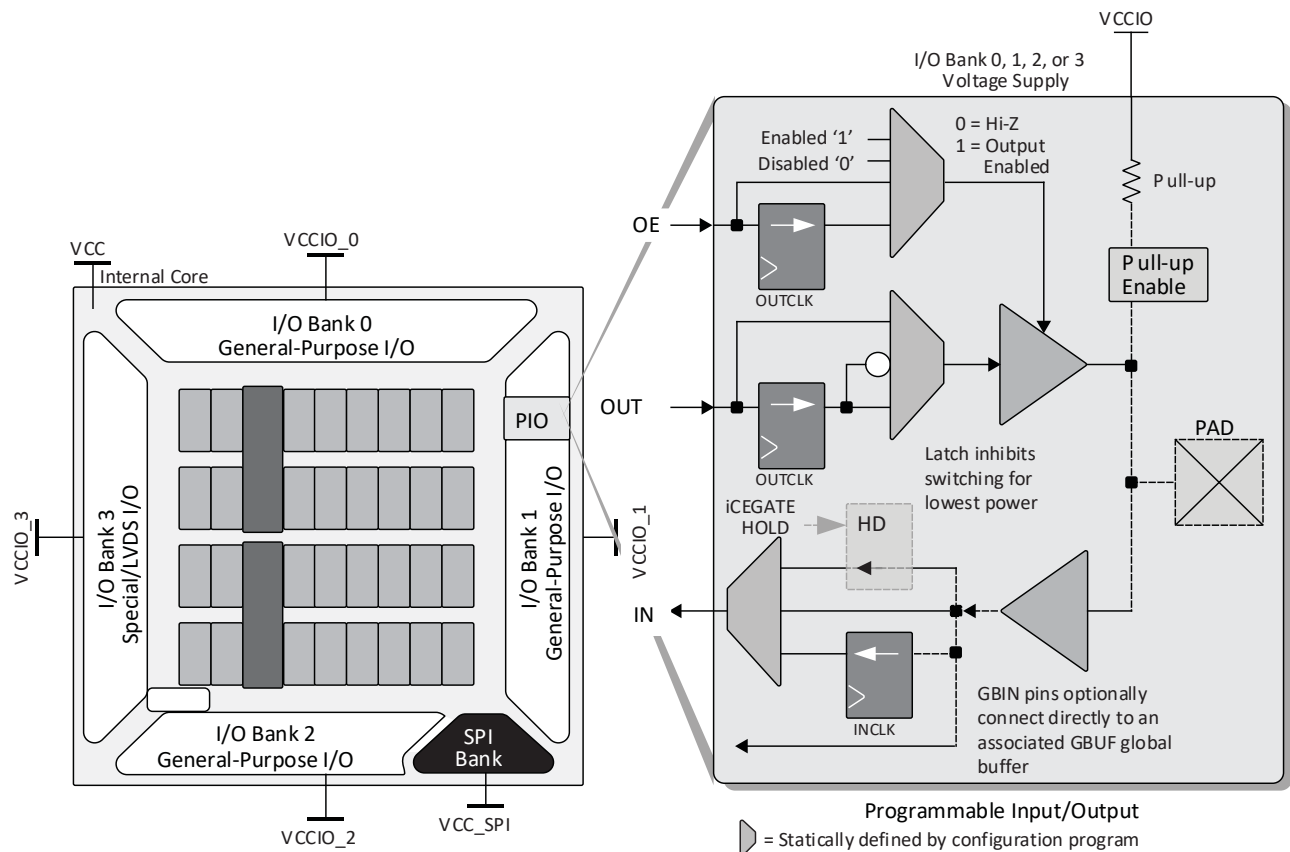 VCCIO
I/O Bank 0, 1, 2, or 3
Voltage Supply
Enabled ‘1’
Disabled ‘0’
0 = Hi-Z
1 = Output
Enabled
Pull-up
OE
OUTCLK
Pull-up
Enable
OUT
OUTCLK
Latch inhibits
switching for
lowest power
PAD
iCEGATE
HOLD
HD
IN
INCLK
GBIN pins optionally
connect directly to an
associated GBUF global
buffer
Programmable Input/Output
= Statically defined by configuration program
VCC
Internal Core
VCCIO_0
I/O Bank 0
General-Purpose I/O
PIO
VCCIO_3
I/O Bank 3
Special/LVDS I/O
I/O Bank 1
General-Purpose I/O
VCCIO_1
I/O Bank 2
General-Purpose I/O
SPI
Bank
VCCIO_2
VCC_SPI